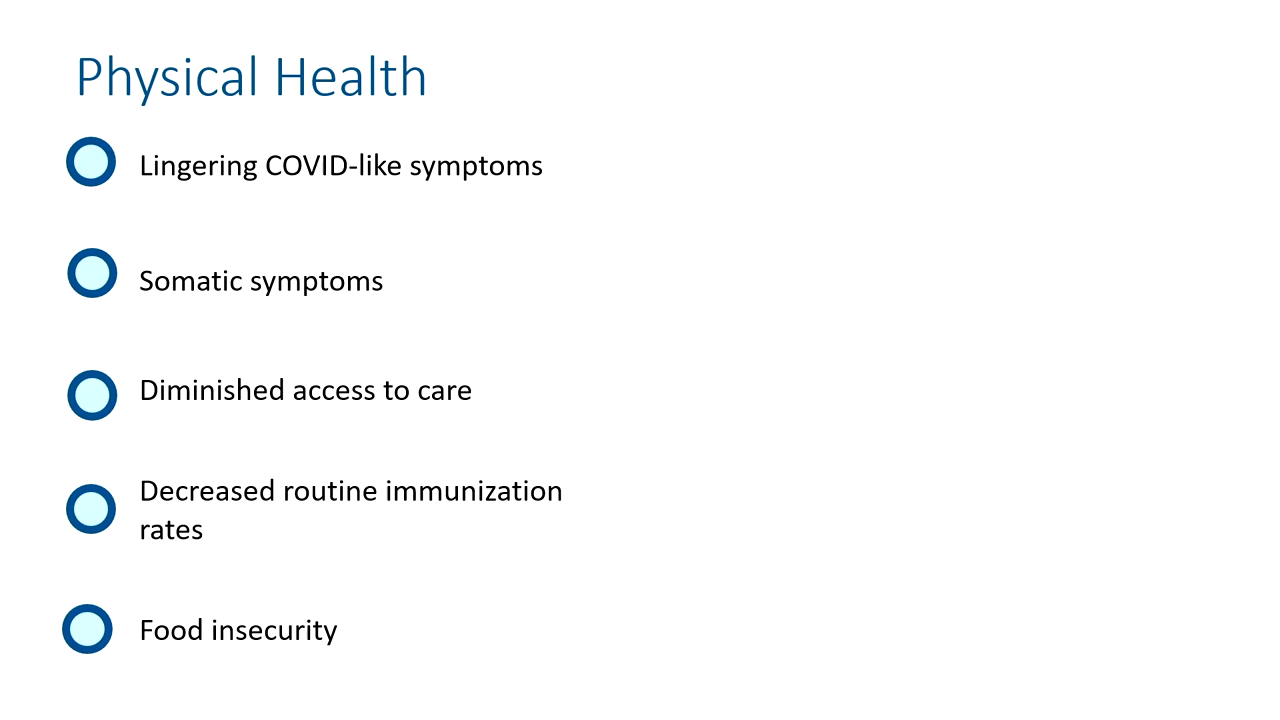 Physical Health
Lingering COVID-like symptoms
Somatic symptoms
Diminished access to care
Decreased routine immunization
rates
Food insecurity